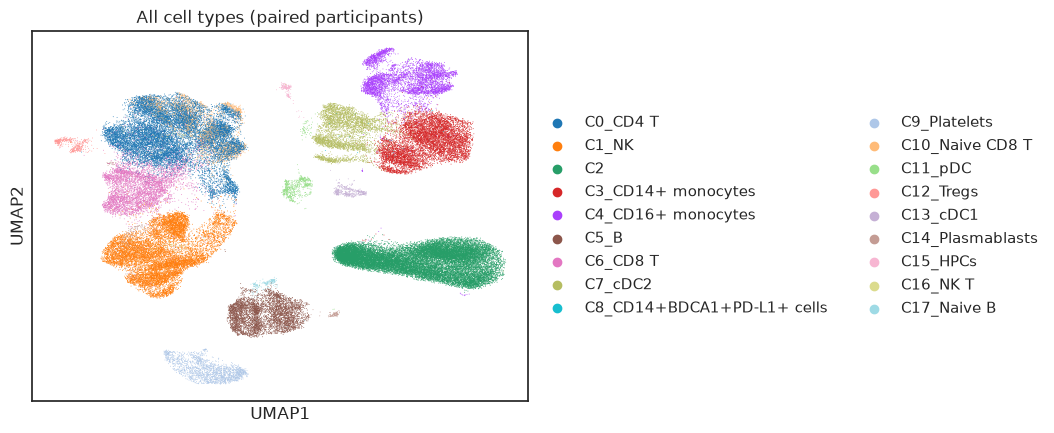 All cell types (paired participants)
UMAP2
UMAP1
C0_CD4 T
C1_NK
C2
C3_CD14+ monocytes
C4_CD16+ monocytes
C5_B
C6_CD8 T
C7_cDC2
C8_CD14+BDCA1+PD-L1+ cells
C9_Platelets
C10_Naive CD8 T
C11_pDC
C12_Tregs
C13_cDC1
C14_Plasmablasts
C15_HPCs
C16_NK T
C17_Naive B